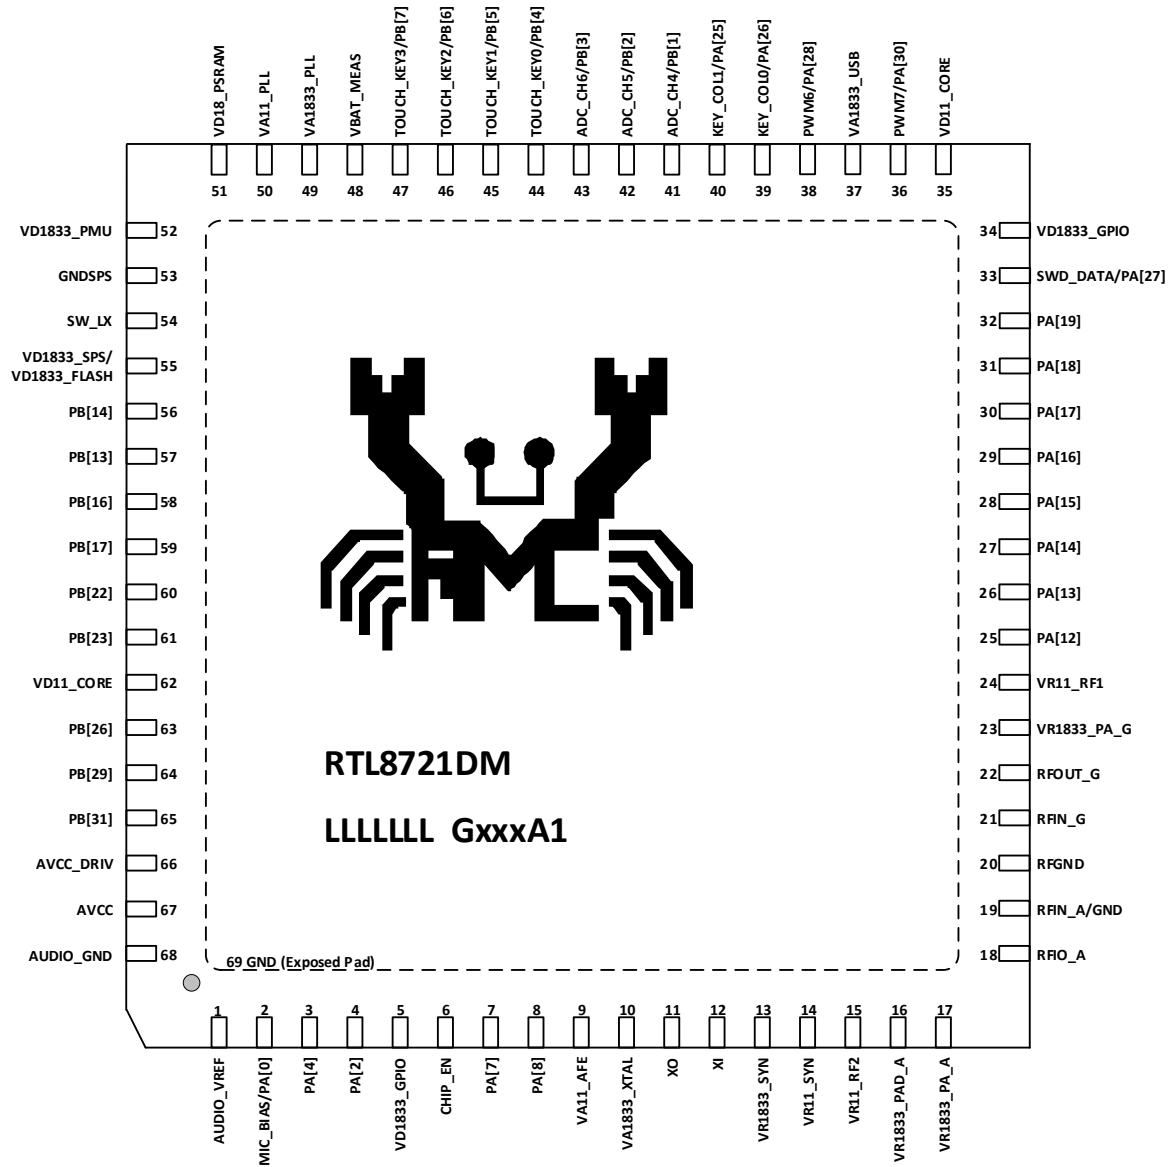 VD18_PSRAM
VA11_PLL
VA1833_PLL
VBAT_MEAS
TOUCH_KEY3/PB[7]
TOUCH_KEY2/PB[6]
TOUCH_KEY1/PB[5]
TOUCH_KEY0/PB[4]
ADC_CH6/PB[3]
ADC_CH5/PB[2]
ADC_CH4/PB[1]
KEY_COL1/PA[25]
KEY_COL0/PA[26]
PWM6/PA[28]
VA1833_USB
PWM7/PA[30]
VD11_CORE
51 50 49 48 47 46 45 44 43 42 41 40 39 38 37 36 35
VD1833_PMU 52
GNDSPS 53
SW_LX 54
VD1833_SPS/
VD1833_FLASH 55
PB[14] 56
PB[13] 57
PB[16] 58
PB[17] 59
PB[22] 60
PB[23] 61
VD11_CORE 62
PB[26] 63
PB[29] 64
PB[31] 65
AVCC_DRIV 66
AVCC 67
AUDIO_GND 68
34 VD1833_GPIO
33 SWD_DATA/PA[27]
32 PA[19]
31 PA[18]
30 PA[17]
29 PA[16]
28 PA[15]
27 PA[14]
26 PA[13]
25 PA[12]
24 VR11_RF1
23 VR1833_PA_G
22 RFOUT_G
21 RFIN_G
20 RFGND
19 RFIN_A/GND
18 RFIO_A
RTL8721DM
LLLLLLL GxxxA1
69 GND (Exposed Pad)
1 2 3 4 5 6 7 8 9 10 11 12 13 14 15 16 17
AUDIO_VREF
MIC_BIAS/PA[0]
PA[4]
PA[2]
VD1833_GPIO
CHIP_EN
PA[7]
PA[8]
VA11_AFE
VA1833_XTAL
XO
XI
VR1833_SYN
VR11_SYN
VR11_RF2
VR1833_PAD_A
VR1833_PA_A